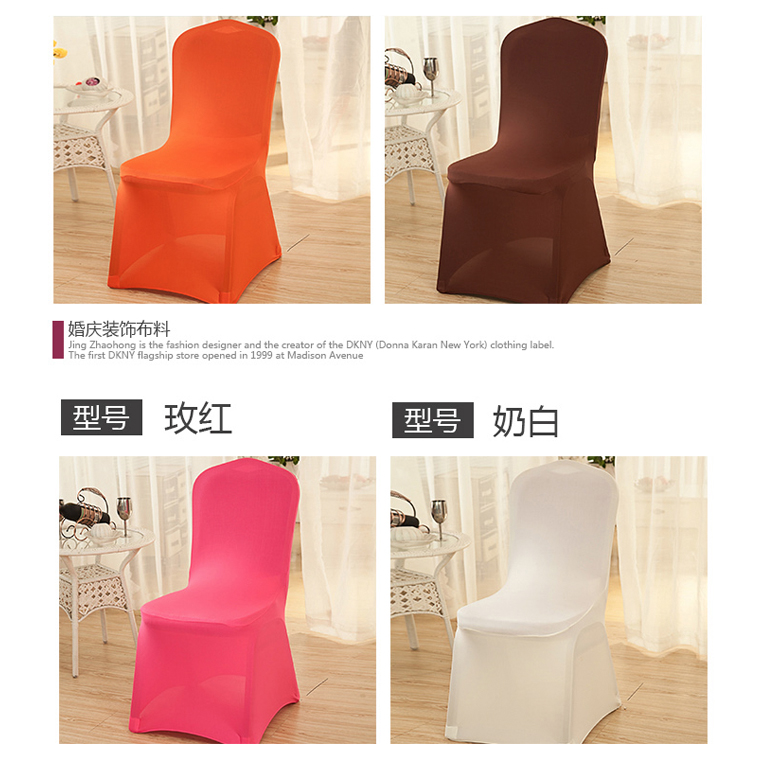 婚庆装饰布料
Jing Zhaohong is the fashion designer and the creator of the DKNY (Donna Karan New York) clothing label.
The first DKNY flagship store opened in 1999 at Madison Avenue
型号 玫红
型号 奶白